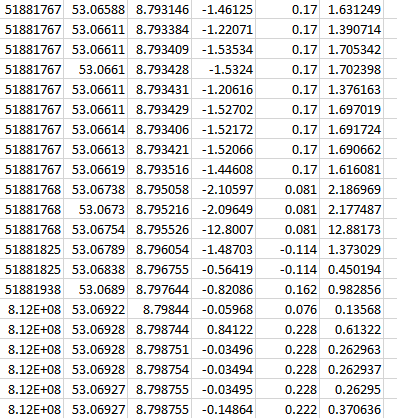 51881767 53.06588 8.793146 -1.46125 0.17 1.631249
51881767 53.06611 8.793384 -1.22071 0.17 1.390714
51881767 53.06611 8.793409 -1.53534 0.17 1.705342
51881767 53.0661 8.793428 -1.5324 0.17 1.702398
51881767 53.06611 8.793431 -1.20616 0.17 1.376163
51881767 53.06611 8.793429 -1.52702 0.17 1.697019
51881767 53.06614 8.793406 -1.52172 0.17 1.691724
51881767 53.06613 8.793421 -1.52066 0.17 1.690662
51881767 53.06619 8.793516 -1.44608 0.17 1.616081
51881768 53.06738 8.795058 -2.10597 0.081 2.186969
51881768 53.0673 8.795216 -2.09649 0.081 2.177487
51881768 53.06754 8.795526 -12.8007 0.081 12.88173
51881825 53.06789 8.796054 -1.48703 -0.114 1.373029
51881825 53.06838 8.796755 -0.56419 -0.114 0.450194
51881938 53.0689 8.797644 -0.82086 0.162 0.982856
8.12E+08 53.06922 8.79844 -0.05968 0.076 0.13568
8.12E+08 53.06928 8.798744 0.84122 0.228 0.61322
8.12E+08 53.06928 8.798751 -0.03496 0.228 0.262963
8.12E+08 53.06928 8.798754 -0.03494 0.228 0.262937
8.12E+08 53.06927 8.798755 -0.03495 0.228 0.26295
8.12E+08 53.06927 8.798755 -0.14864 0.222 0.370636